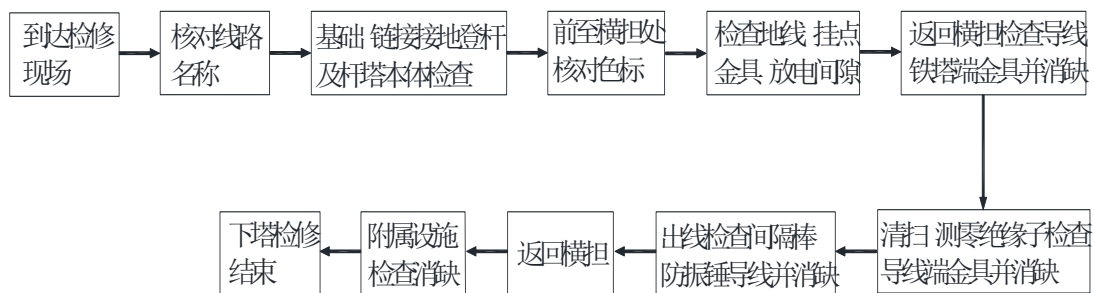 到达检修
现场
核对线路
名称
基础 链接接地登杆
及杆塔本体检查
前至横担处
核对色标
检查地线 挂点
金具 放电间隙
返回横担检查导线
铁塔端金具并消缺
清扫 测零绝缘子检查
导线端金具并消缺
出线检查间隔棒
防振锤导线并消缺
返回横担
附属设施
检查消缺
下塔检修
结束